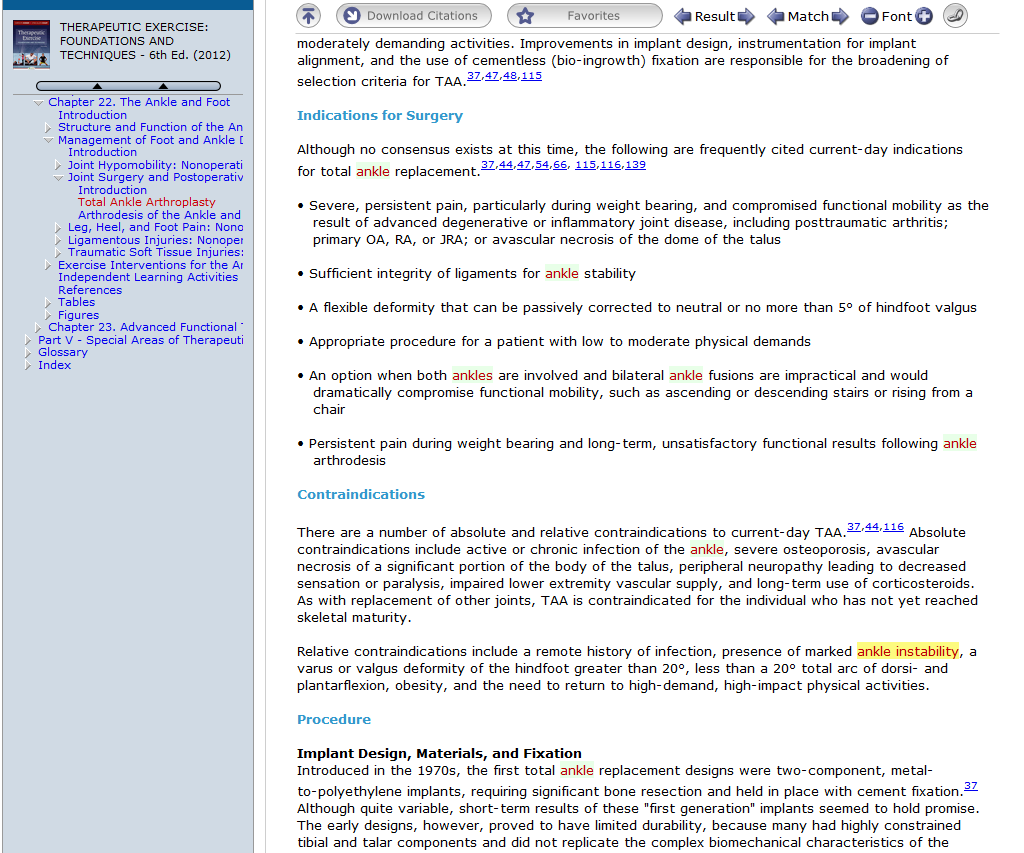 THERAPEUTIC EXERCISE:
FOUNDATIONS AND
TECHNIQUES - 6th Ed. (2012)
Chapter 22. The Ankle and Foot
Introduction
Structure and Function of the An
Management of Foot and Ankle D
Introduction
Joint Hypomobility: Nonoperati
Joint Surgery and Postoperativ
Introduction
Total Ankle Arthroplasty
Arthrodesis of the Ankle and
Leg, Heel, and Foot Pain: Nono
Ligamentous Injuries: Nonoper
Traumatic Soft Tissue Injuries:
Exercise Interventions for the An
Independent Learning Activities
References
Tables
Figures
Chapter 23. Advanced Functional
Part V - Special Areas of Therapeuti
Glossary
Index
Download Citations Favorites Result Match Font
moderately demanding activities. Improvements in implant design, instrumentation for implant
alignment, and the use of cementless (bio-ingrowth) fixation are responsible for the broadening of
selection criteria for TAA.37,47,48,115
Indications for Surgery
Although no consensus exists at this time, the following are frequently cited current-day indications
for total ankle replacement.37,44,47,54,66, 115,116,139
• Severe, persistent pain, particularly during weight bearing, and compromised functional mobility as the
result of advanced degenerative or inflammatory joint disease, including posttraumatic arthritis;
primary OA, RA, or JRA; or avascular necrosis of the dome of the talus
• Sufficient integrity of ligaments for ankle stability
• A flexible deformity that can be passively corrected to neutral or no more than 5° of hindfoot valgus
• Appropriate procedure for a patient with low to moderate physical demands
• An option when both ankles are involved and bilateral ankle fusions are impractical and would
dramatically compromise functional mobility, such as ascending or descending stairs or rising from a
chair
• Persistent pain during weight bearing and long-term, unsatisfactory functional results following ankle
arthrodesis
Contraindications
There are a number of absolute and relative contraindications to current-day TAA.37,44,116 Absolute
contraindications include active or chronic infection of the ankle, severe osteoporosis, avascular
necrosis of a significant portion of the body of the talus, peripheral neuropathy leading to decreased
sensation or paralysis, impaired lower extremity vascular supply, and long-term use of corticosteroids.
As with replacement of other joints, TAA is contraindicated for the individual who has not yet reached
skeletal maturity.
Relative contraindications include a remote history of infection, presence of marked ankle instability, a
varus or valgus deformity of the hindfoot greater than 20°, less than a 20° total arc of dorsi- and
plantarflexion, obesity, and the need to return to high-demand, high-impact physical activities.
Procedure
Implant Design, Materials, and Fixation
Introduced in the 1970s, the first total ankle replacement designs were two-component, metal-
to-polyethylene implants, requiring significant bone resection and held in place with cement fixation.37
Although quite variable, short-term results of these "first generation" implants seemed to hold promise.
The early designs, however, proved to have limited durability, because many had highly constrained
tibial and talar components and did not replicate the complex biomechanical characteristics of the